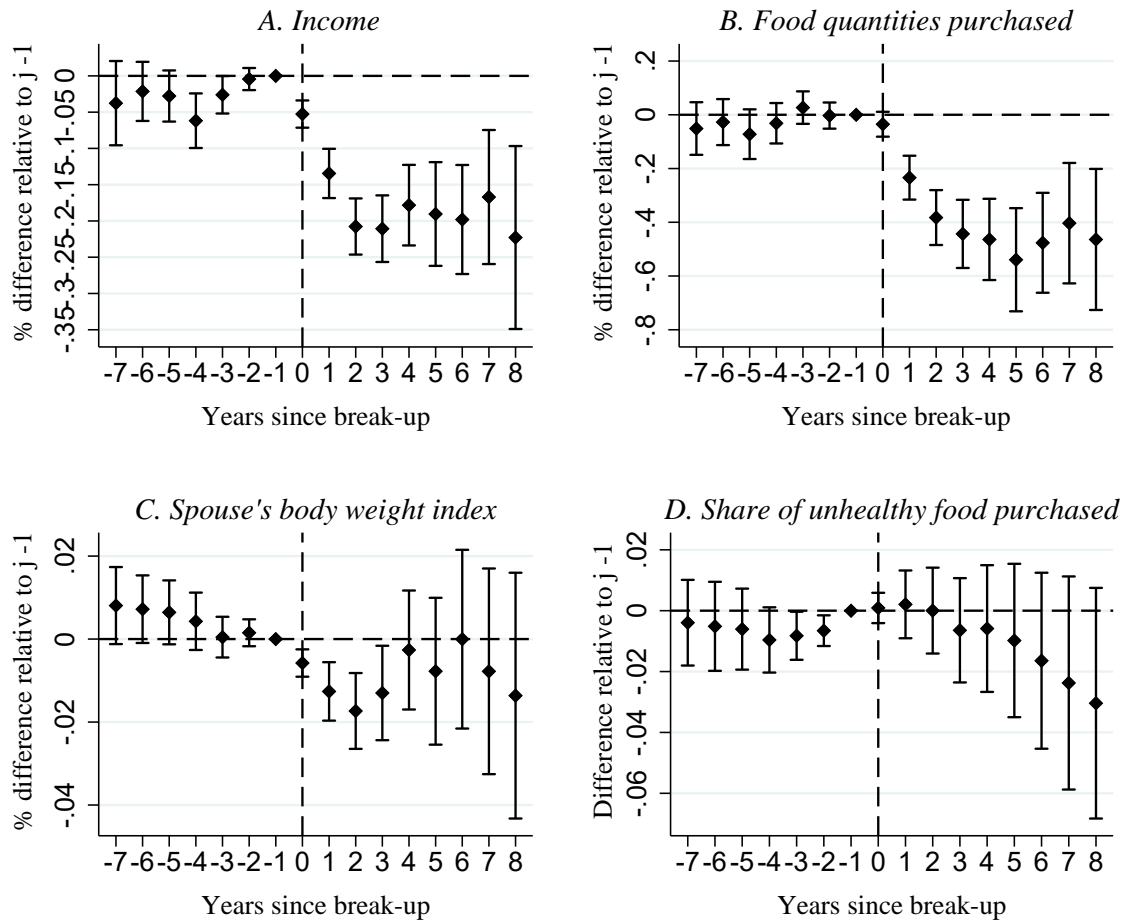 A. Income
% difference relative to j -1
0
-.05
-.1
-.15
-.2
-.25
-.3
-.35
-7 -6 -5 -4 -3 -2 -1 0 1 2 3 4 5 6 7 8
Years since break-up
B. Food quantities purchased
% difference relative to j -1
.2
0
-.2
-.4
-.6
-.8
-7 -6 -5 -4 -3 -2 -1 0 1 2 3 4 5 6 7 8
Years since break-up
C. Spouse's body weight index
% difference relative to j -1
.02
0
-.02
-.04
-7 -6 -5 -4 -3 -2 -1 0 1 2 3 4 5 6 7 8
Years since break-up
D. Share of unhealthy food purchased
Difference relative to j -1
.02
0
-.02
-.04
-.06
-7 -6 -5 -4 -3 -2 -1 0 1 2 3 4 5 6 7 8
Years since break-up